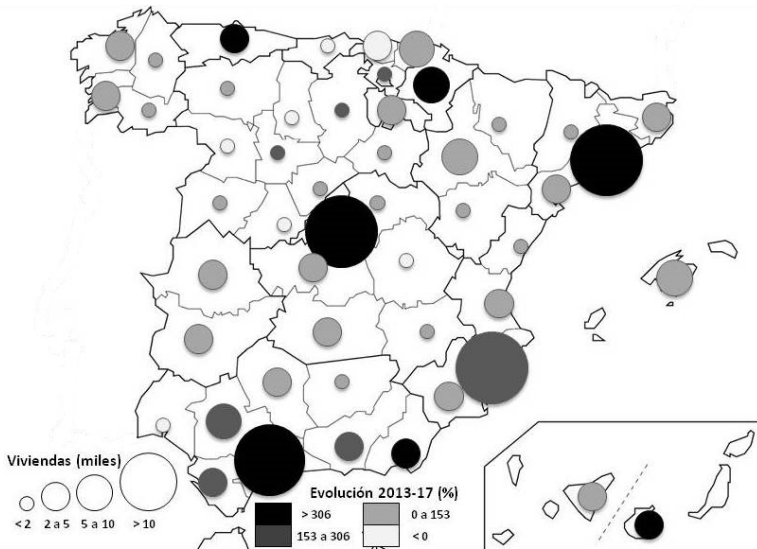 Viviendas (miles)
< 2 2 a 5 5 a 10 > 10
Evolución 2013-17 (%)
> 306 0 a 153
153 a 306 < 0